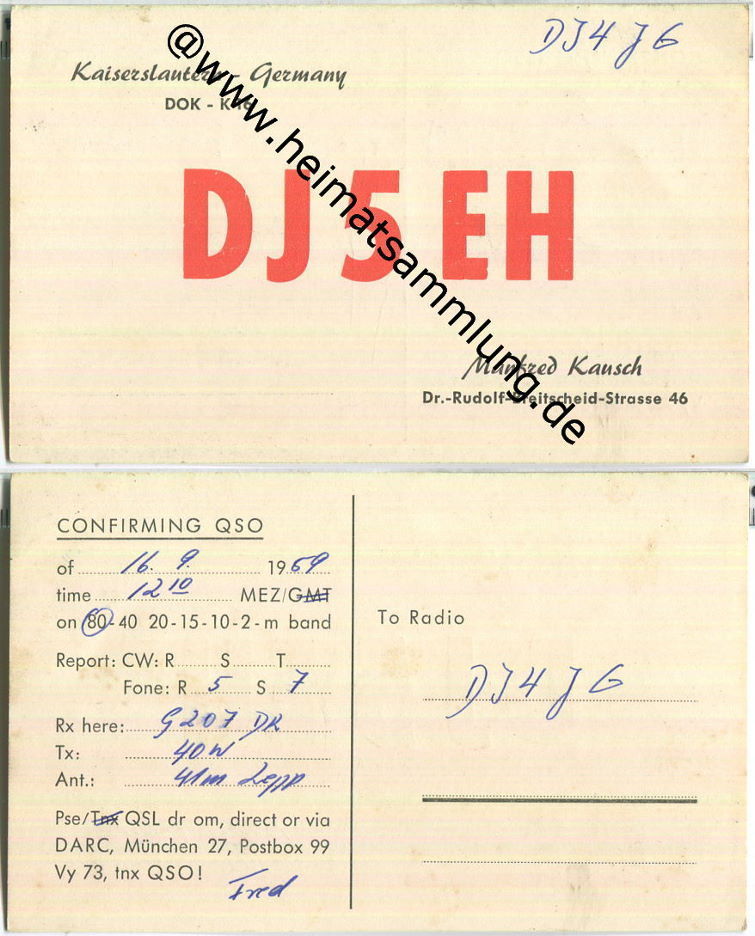 DJ4JG
Kaiserslautern - Germany
DOK - K16
@www.heimatsammlung.de
DJ5EH
Manfred Kausch
Dr.-Rudolf-Breitscheid-Strasse 46
CONFIRMING QSO
of 16. 9. 1959
time 12 10 MEZ/GMT
on 80-40 20-15-10-2-m band
Report: CW: R S T
Fone: R 5 S 7
Rx here: G207 DR
Tx: 40W
Ant.: 41m Zepp
Pse/Tnx QSL dr om, direct or via
DARC, München 27, Postbox 99
Vy 73, tnx QSO!
Fred
To Radio
DJ4JG